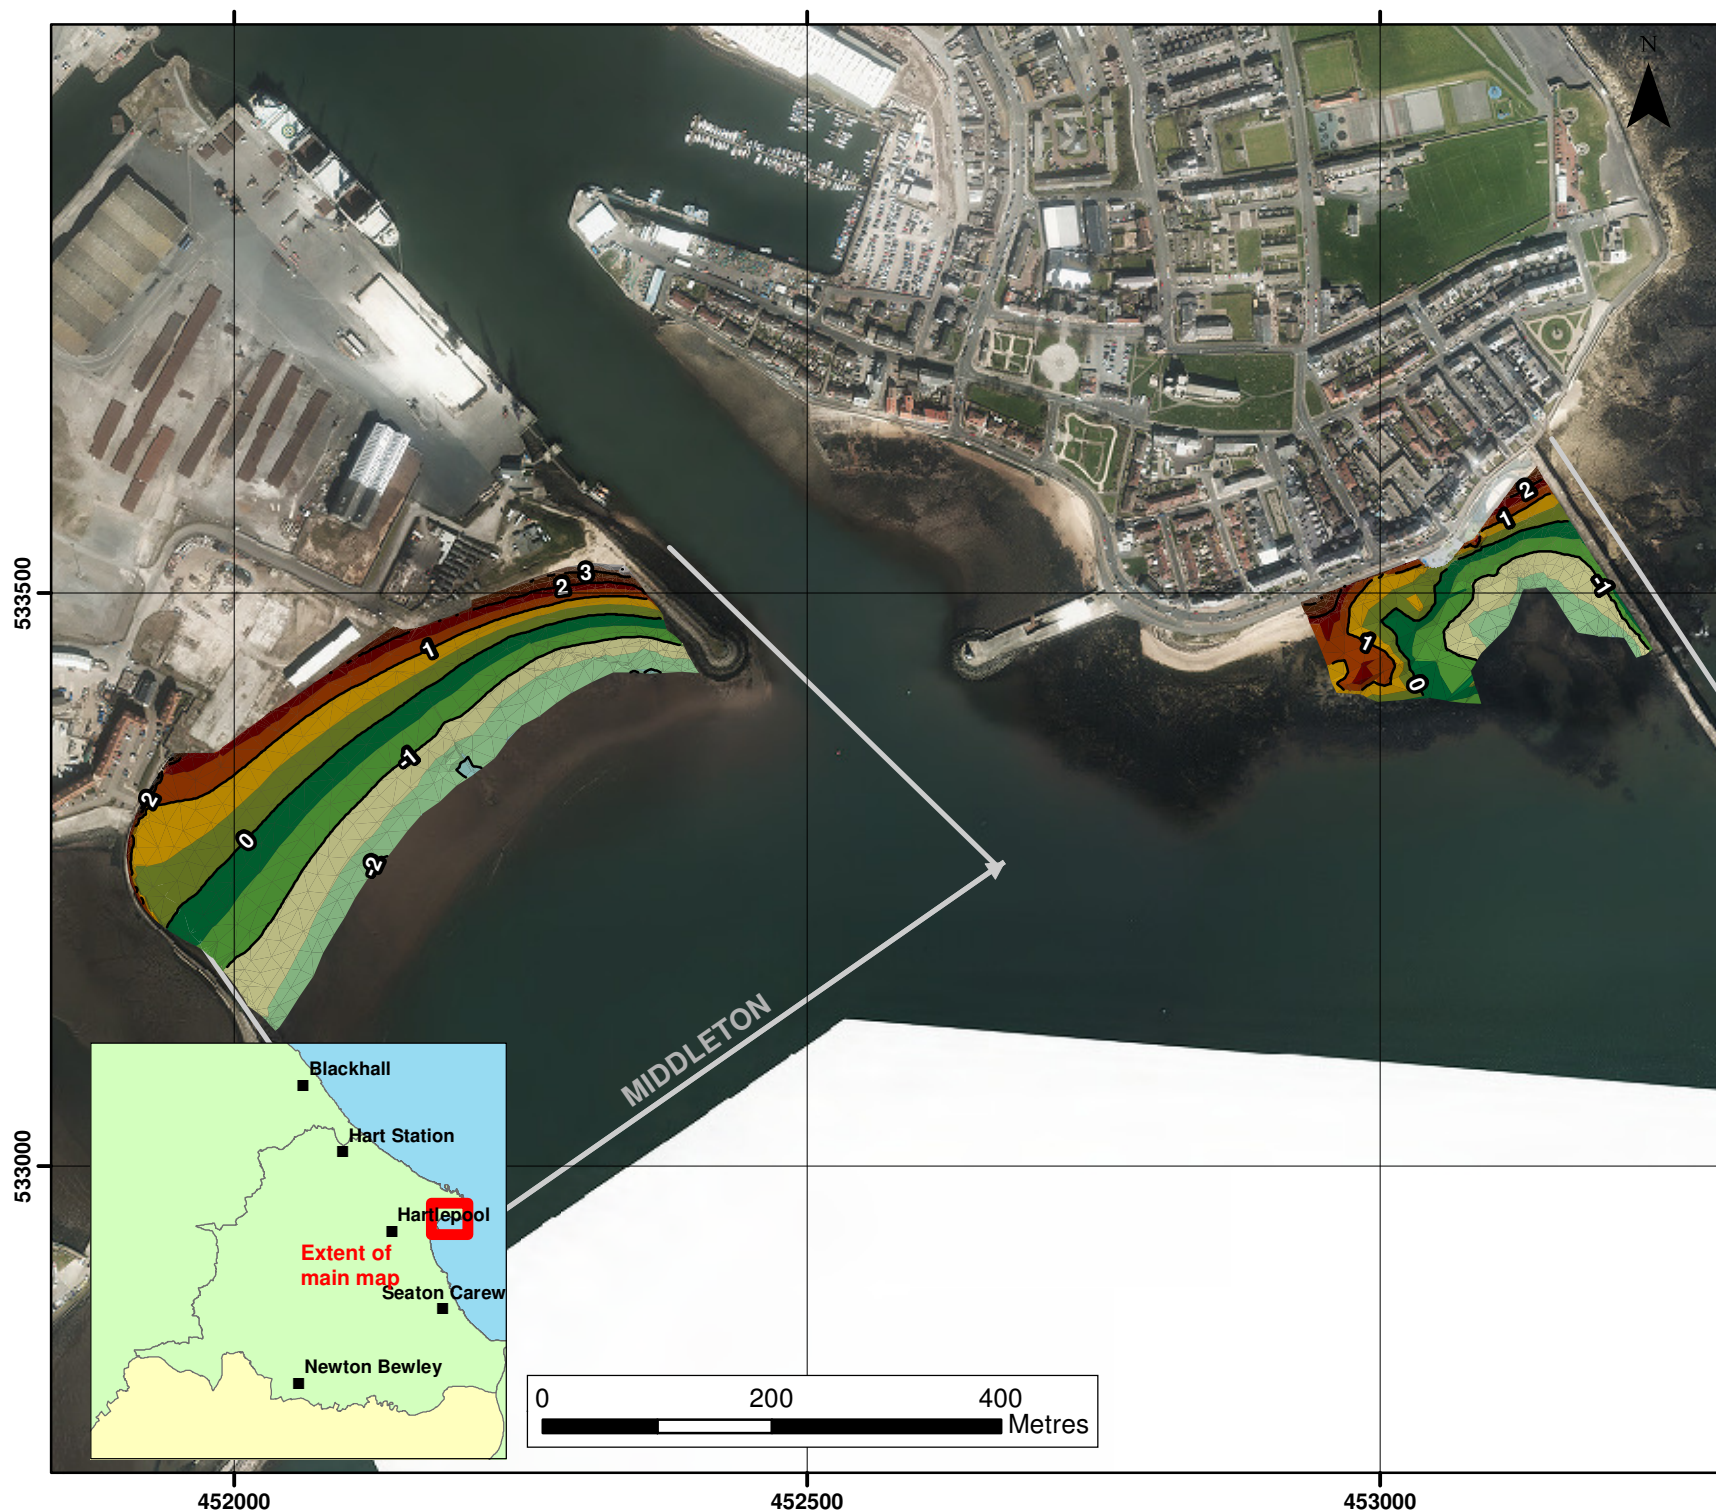 N
2
1
-1
3
2
1
1
0
2
-1
0
-2
533500
MIDDLETON
533000
Blackhall
Hart Station
Hartlepool
Extent of
main map
Seaton Carew
Newton Bewley
0 200 400
Metres
452000 452500 453000